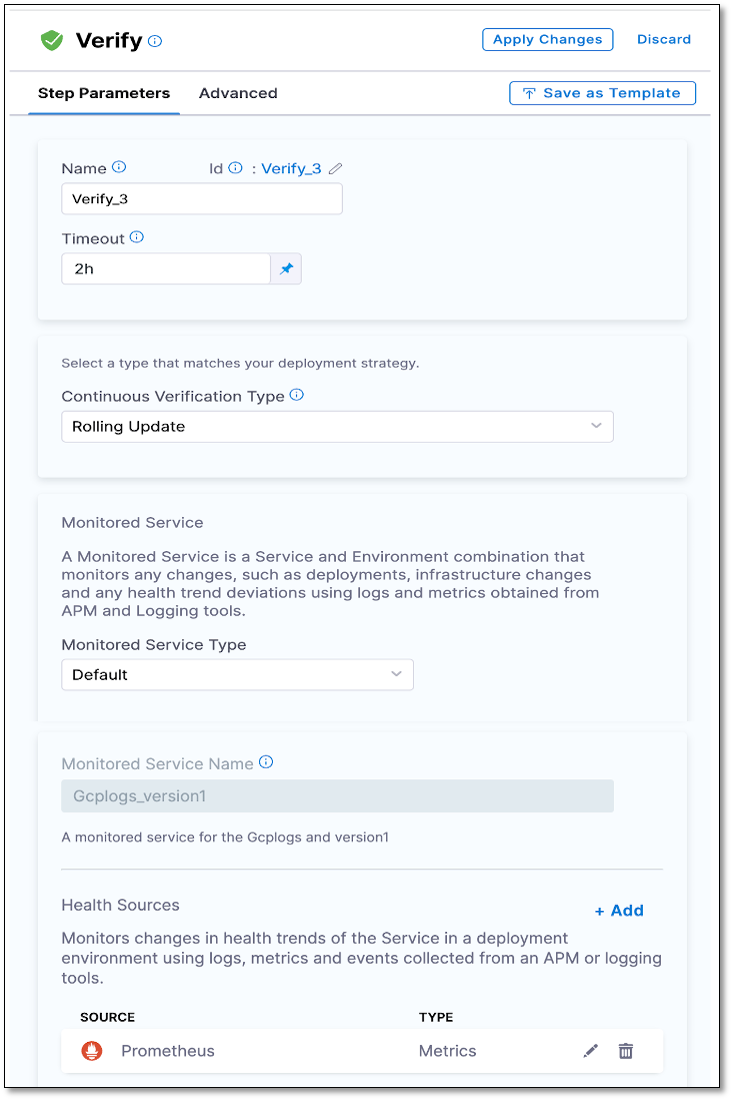 Verify
Apply Changes
Discard
Step Parameters
Advanced
Save as Template
Name
Id : Verify_3
Verify_3
Timeout
2h
Select a type that matches your deployment strategy.
Continuous Verification Type
Rolling Update
Monitored Service
A Monitored Service is a Service and Environment combination that
monitors any changes, such as deployments, infrastructure changes
and any health trend deviations using logs and metrics obtained from
APM and Logging tools.
Monitored Service Type
Default
Monitored Service Name
Gcplogs_version1
A monitored service for the Gcplogs and version1
Health Sources
+ Add
Monitors changes in health trends of the Service in a deployment
environment using logs, metrics and events collected from an APM or logging
tools.
SOURCE
TYPE
Prometheus
Metrics